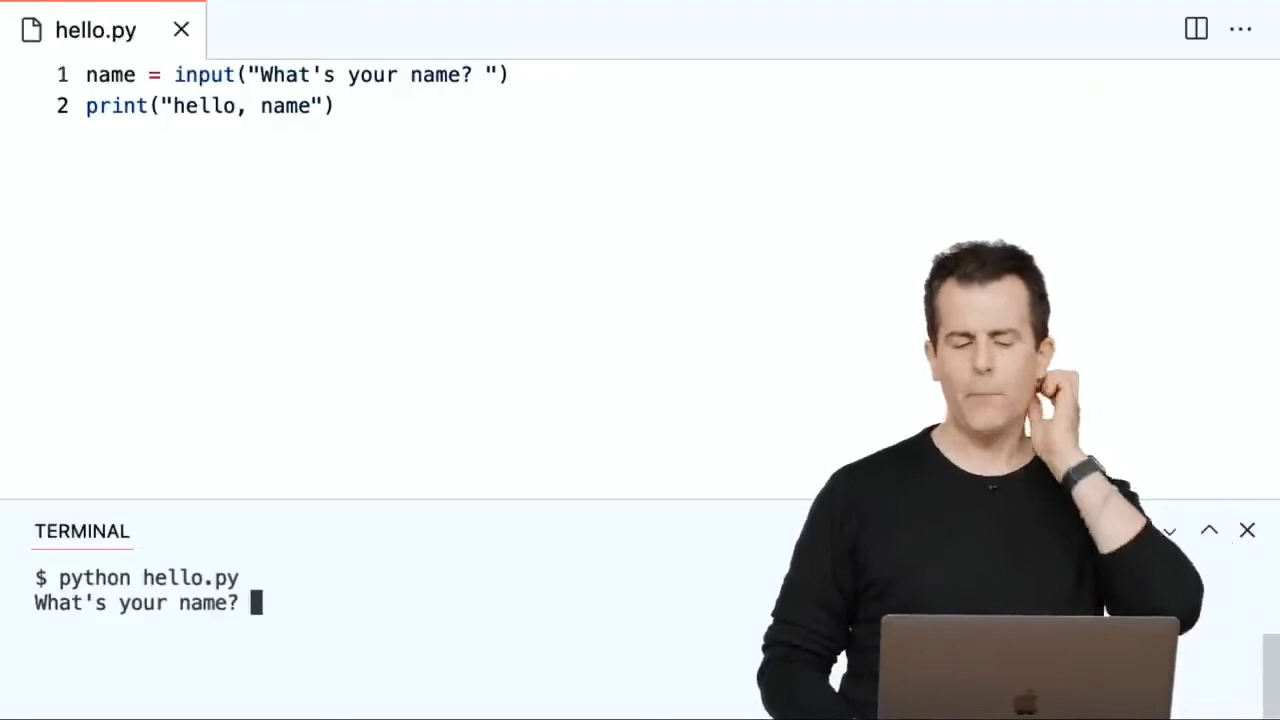 hello.py
1 name = input("What's your name? ")
2 print("hello, name")
TERMINAL
$ python hello.py
What's your name?